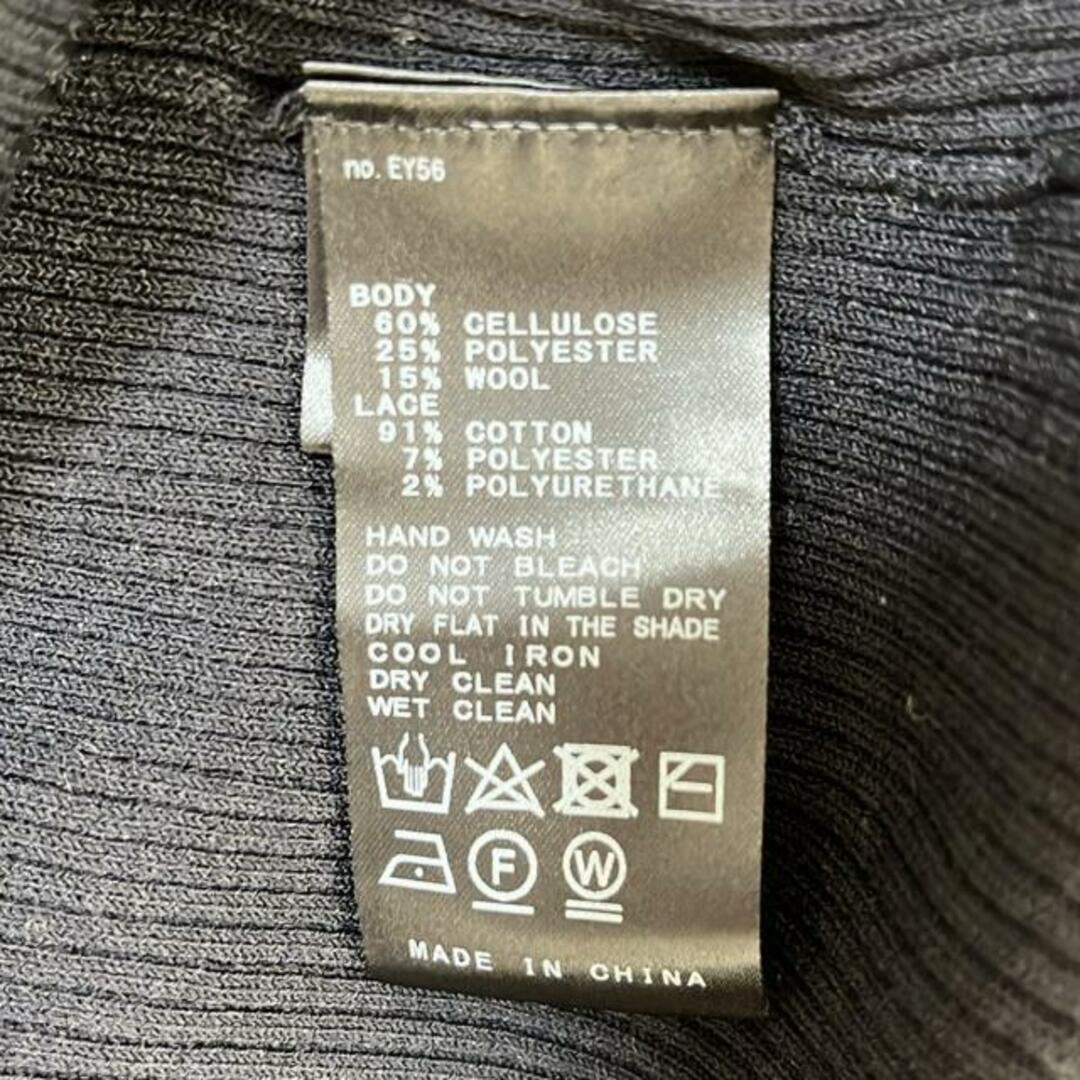 no. EY56
BODY
60% CELLULOSE
25% POLYESTER
15% WOOL
LACE
91% COTTON
7% POLYESTER
2% POLYURETHANE
HAND WASH
DO NOT BLEACH
DO NOT TUMBLE DRY
DRY FLAT IN THE SHADE
COOL IRON
DRY CLEAN
WET CLEAN
F W
MADE IN CHINA